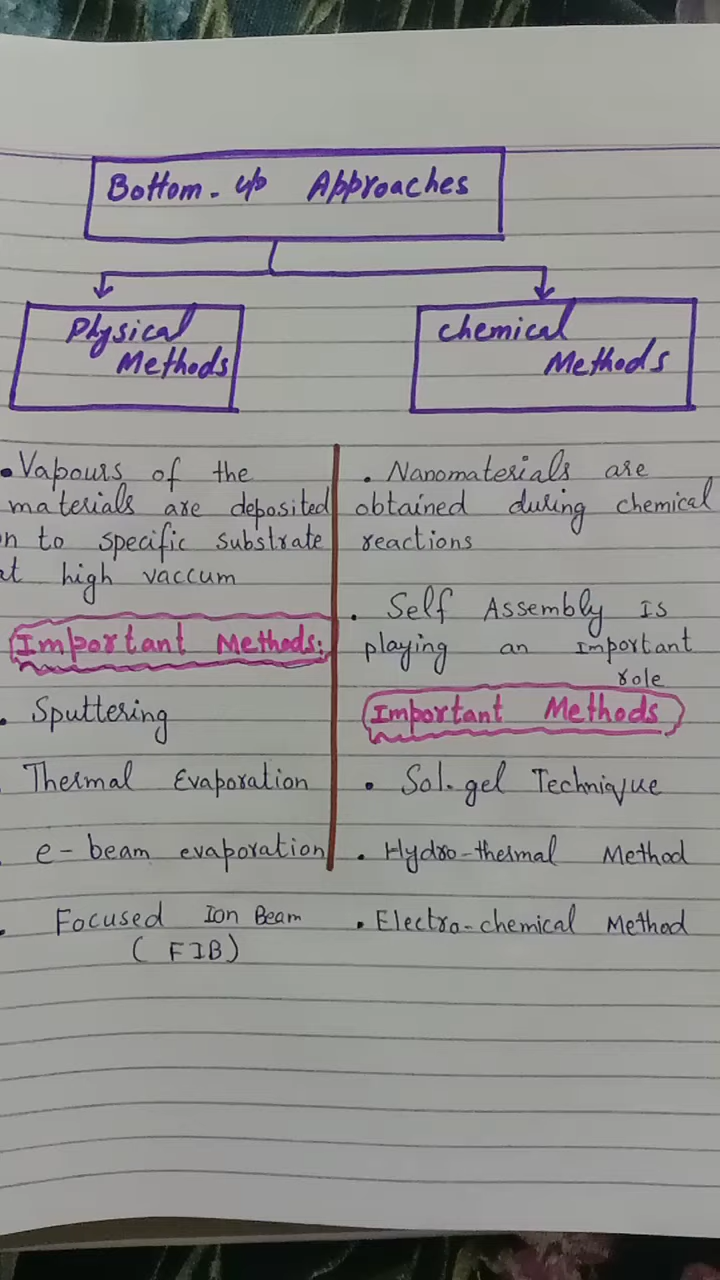 Bottom-up Approaches
Physical
Methods
Chemical
Methods
• Vapours of the
materials are deposited
n to specific substrate
at high vaccum
Important Methods:
• Sputtering
Thermal Evaporation
e-beam evaporation
• Focused Ion Beam
(FIB)
• Nanomaterials are
obtained during chemical
reactions
• Self Assembly is
playing an important
role
Important Methods
• Sol-gel Technique
• Hydro-thermal Method
• Electro-chemical Method